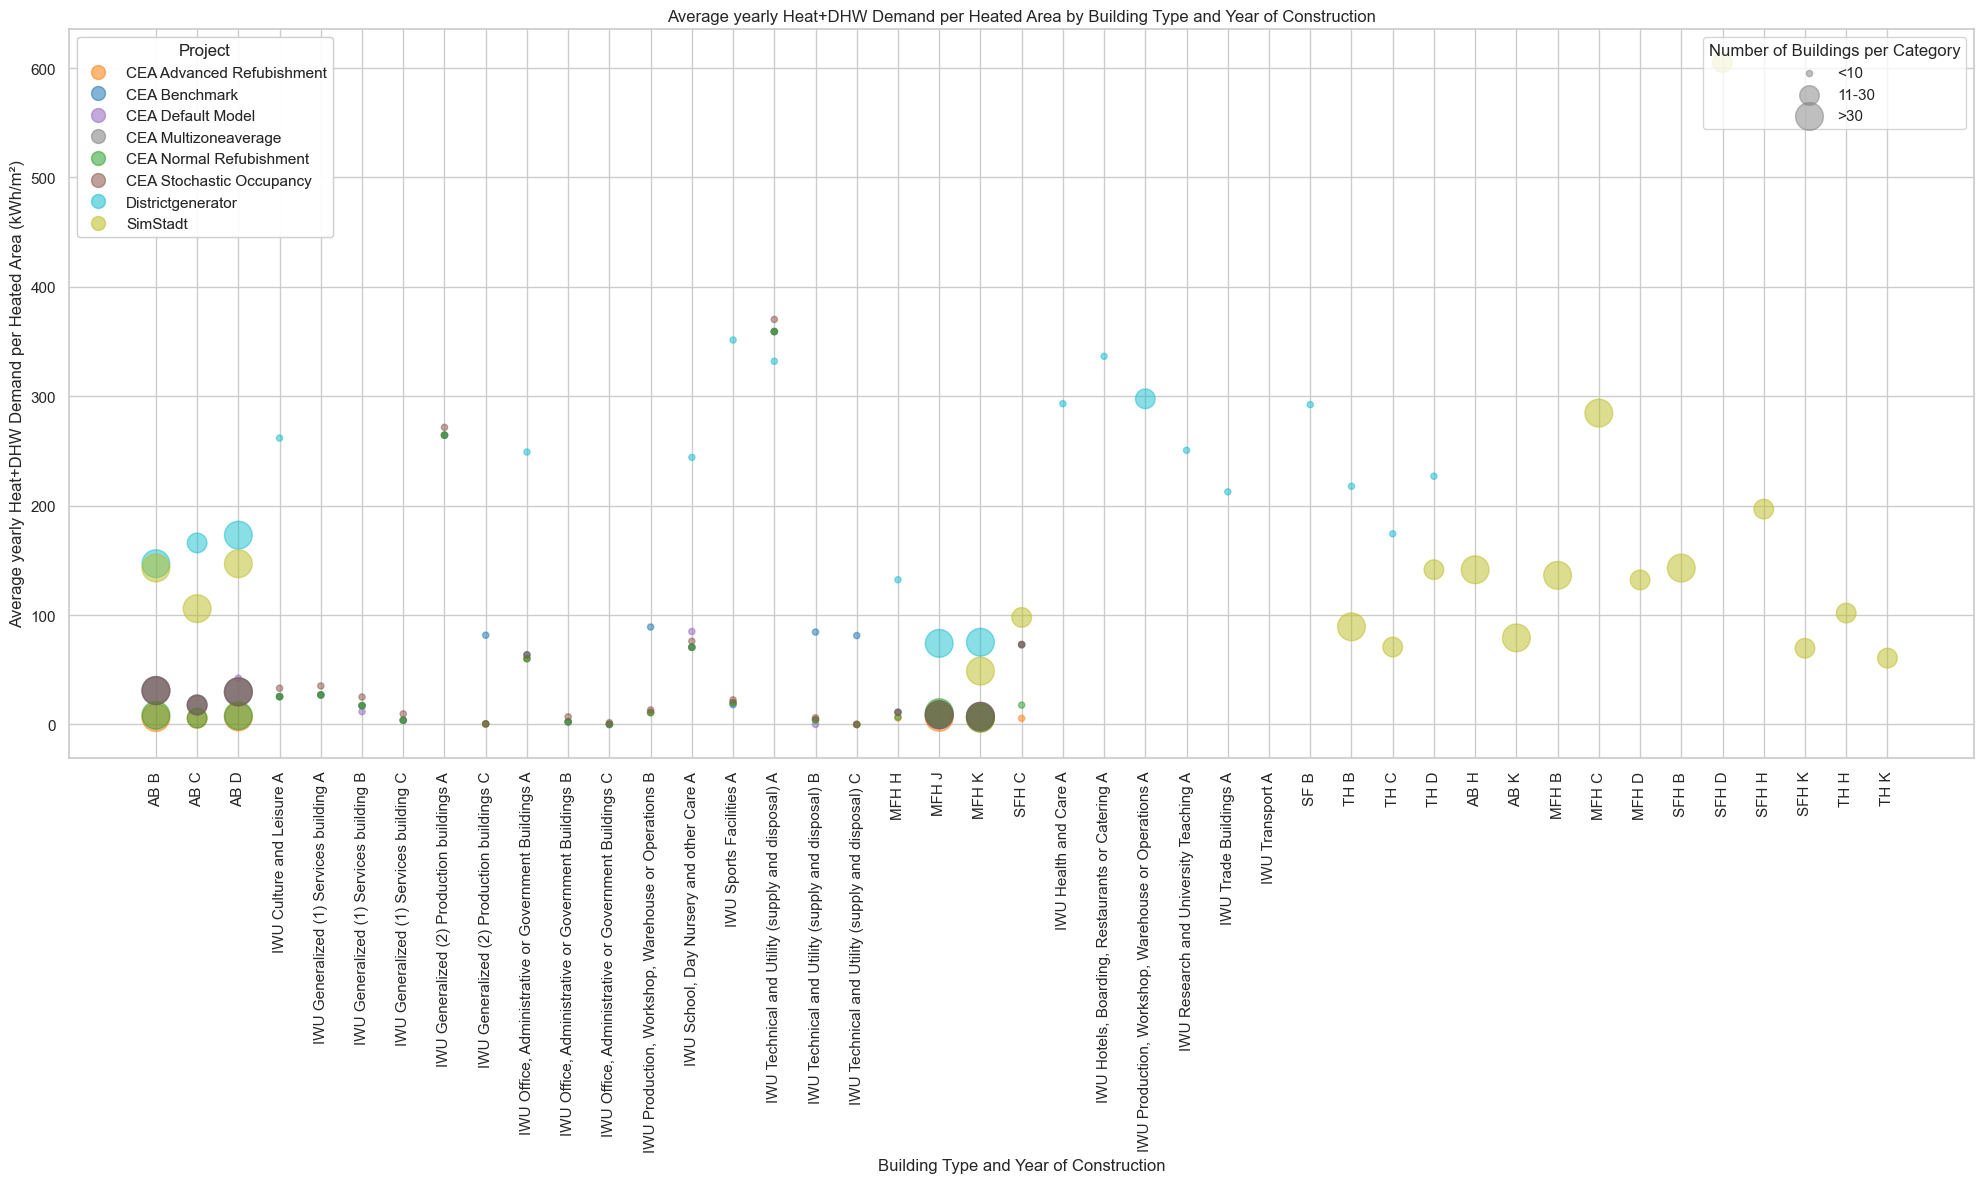 Average yearly Heat+DHW Demand per Heated Area by Building Type and Year of Construction
Average yearly Heat+DHW Demand per Heated Area (kWh/m²)
600
500
400
300
200
100
0
Project
CEA Advanced Refubishment
CEA Benchmark
CEA Default Model
CEA Multizoneaverage
CEA Normal Refubishment
CEA Stochastic Occupancy
Districtgenerator
SimStadt
Number of Buildings per Category
<10
11-30
>30
AB B
AB C
AB D
IWU Culture and Leisure A
IWU Generalized (1) Services building A
IWU Generalized (1) Services building B
IWU Generalized (1) Services building C
IWU Generalized (2) Production buildings A
IWU Generalized (2) Production buildings C
IWU Office, Administrative or Government Buildings A
IWU Office, Administrative or Government Buildings B
IWU Office, Administrative or Government Buildings C
IWU Production, Workshop, Warehouse or Operations B
IWU School, Day Nursery and other Care A
IWU Sports Facilities A
IWU Technical and Utility (supply and disposal) A
IWU Technical and Utility (supply and disposal) B
IWU Technical and Utility (supply and disposal) C
MFH H
MFH J
MFH K
SFH C
IWU Health and Care A
IWU Hotels, Boarding, Restaurants or Catering A
IWU Production, Workshop, Warehouse or Operations A
IWU Research and University Teaching A
IWU Trade Buildings A
IWU Transport A
SF B
TH B
TH C
TH D
AB H
AB K
MFH B
MFH C
MFH D
SFH B
SFH D
SFH H
SFH K
TH H
TH K
Building Type and Year of Construction